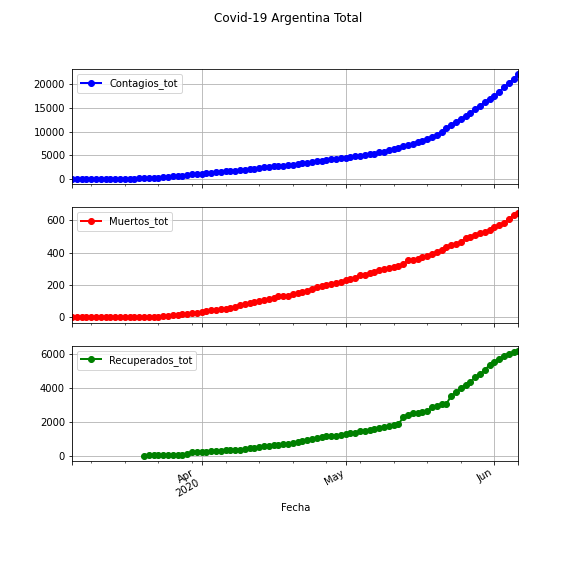 Covid-19 Argentina Total
Contagios_tot
20000
15000
10000
5000
0
Muertos_tot
600
400
200
0
Recuperados_tot
6000
4000
2000
0
Apr
2020
May
Jun
Fecha